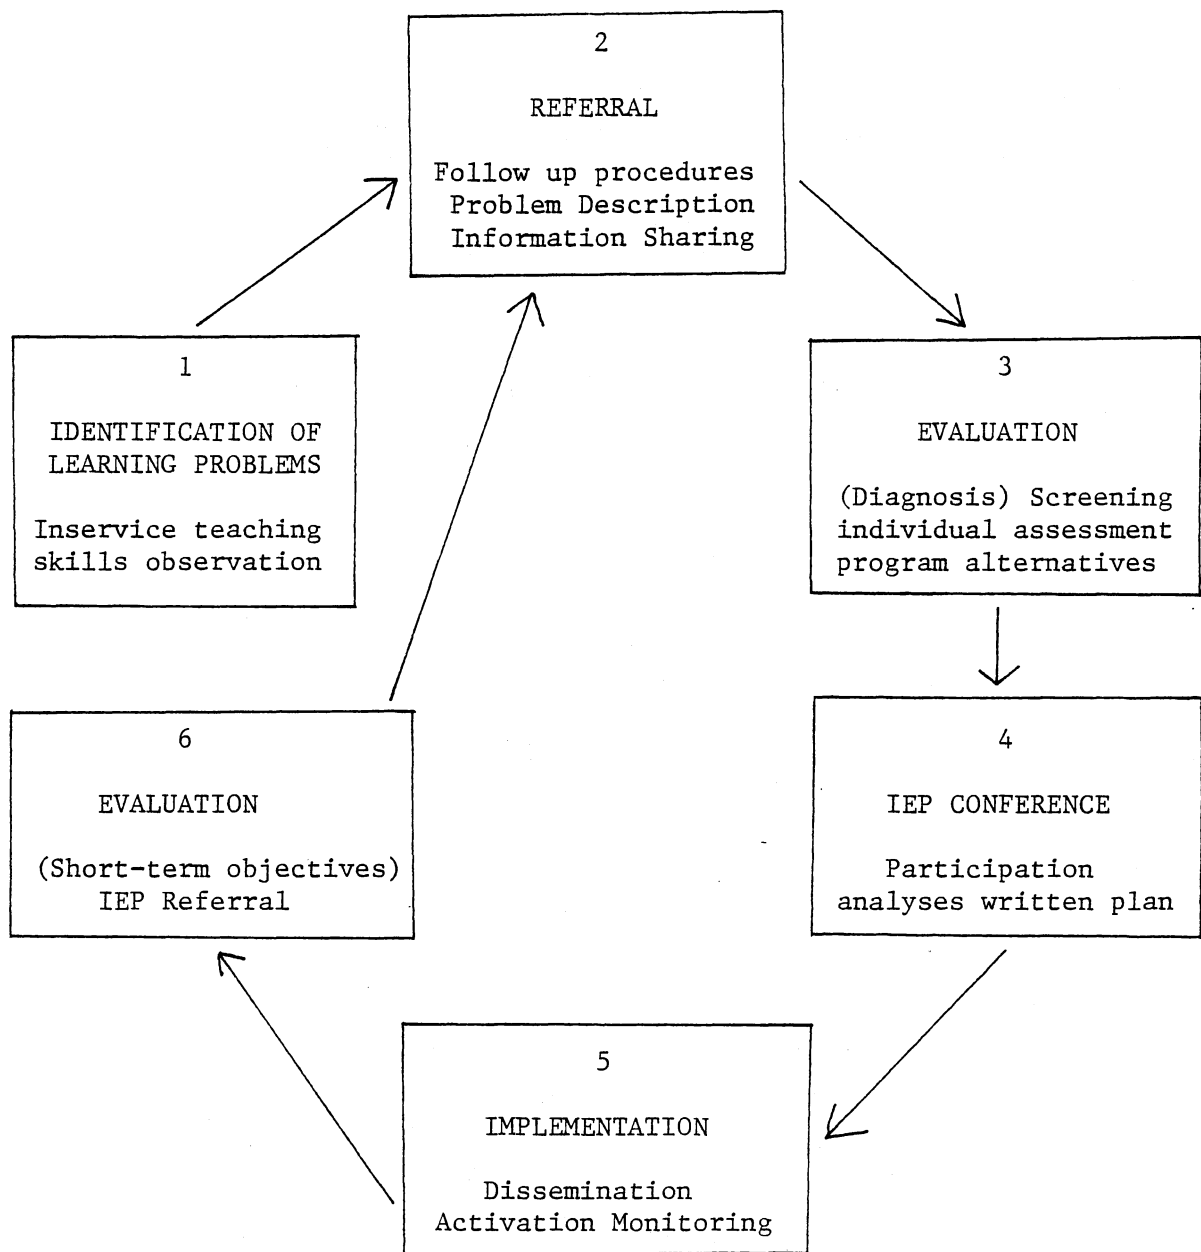 1
IDENTIFICATION OF
LEARNING PROBLEMS
Inservice teaching
skills observation
2
REFERRAL
Follow up procedures
Problem Description
Information Sharing
3
EVALUATION
(Diagnosis) Screening
individual assessment
program alternatives
4
IEP CONFERENCE
Participation
analyses written plan
5
IMPLEMENTATION
Dissemination
Activation Monitoring
6
EVALUATION
(Short-term objectives)
IEP Referral